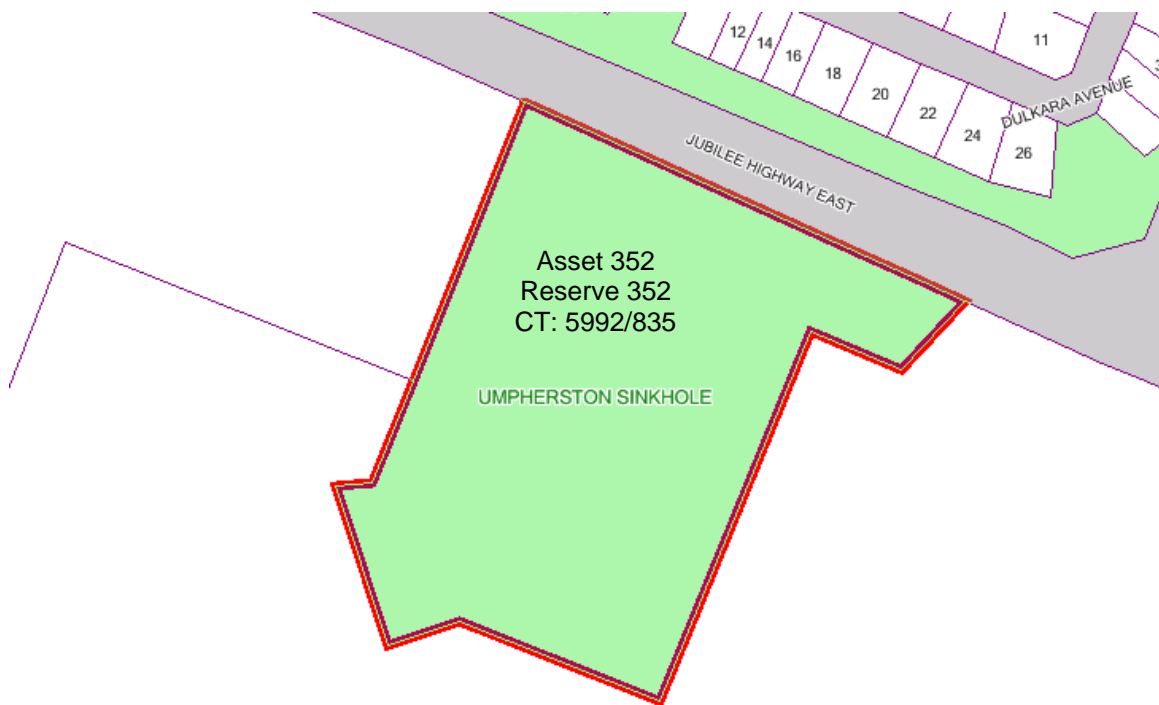 12
14
16
18
20
22
24
26
11
3
DULKARA AVENUE
JUBILEE HIGHWAY EAST
Asset 352
Reserve 352
CT: 5992/835
UMPHERSTON SINKHOLE